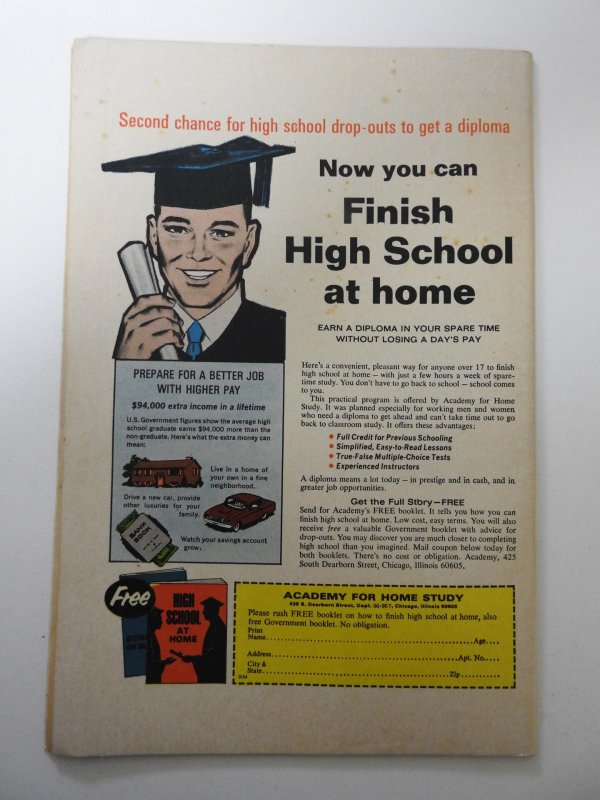 Second chance for high school drop-outs to get a diploma
Now you can
Finish
High School
at home
EARN A DIPLOMA IN YOUR SPARE TIME
WITHOUT LOSING A DAY'S PAY
Here's a convenient, pleasant way for anyone over 17 to finish
high school at home — with just a few hours a week of spare-
time study. You don't have to go back to school — school comes
to you.
This practical program is offered by Academy for Home
Study. It was planned especially for working men and women
who need a diploma to get ahead and can't take time out to go
back to classroom study. It offers these advantages:
• Full Credit for Previous Schooling
• Simplified, Easy-to-Read Lessons
• True-False Multiple-Choice Tests
• Experienced Instructors
A diploma means a lot today — in prestige and in cash, and in
greater job opportunities.
Get the Full Story—FREE
Send for Academy's FREE booklet. It tells you how you can
finish high school at home. Low cost, easy terms. You will also
receive free a valuable Government booklet with advice for
drop-outs. You may discover you are much closer to completing
high school than you imagined. Mail coupon today for
both booklets. There's no cost or obligation. Academy, 425
South Dearborn Street, Chicago, Illinois 60605.
PREPARE FOR A BETTER JOB
WITH HIGHER PAY
$94,000 extra income in a lifetime
U.S. Government figures show the average high
school graduate earns $94,000 more than the
non-graduate. Here's what the extra money can
mean:
Live in a home of
your own in a fine
neighborhood.
Drive a new car, provide
other luxuries for your
family.
BANK
BOOK
Watch your savings account
grow.
Free
HIGH
SCHOOL
AT
HOME
ACADEMY FOR HOME STUDY
425 S. Dearborn Street, Dept. , Chicago, Illinois 60605
Please rush FREE booklet on how to finish high school at home, also
free Government booklet. No obligation.
Print
Name Age
Address Apt. No.
City &
State Zip